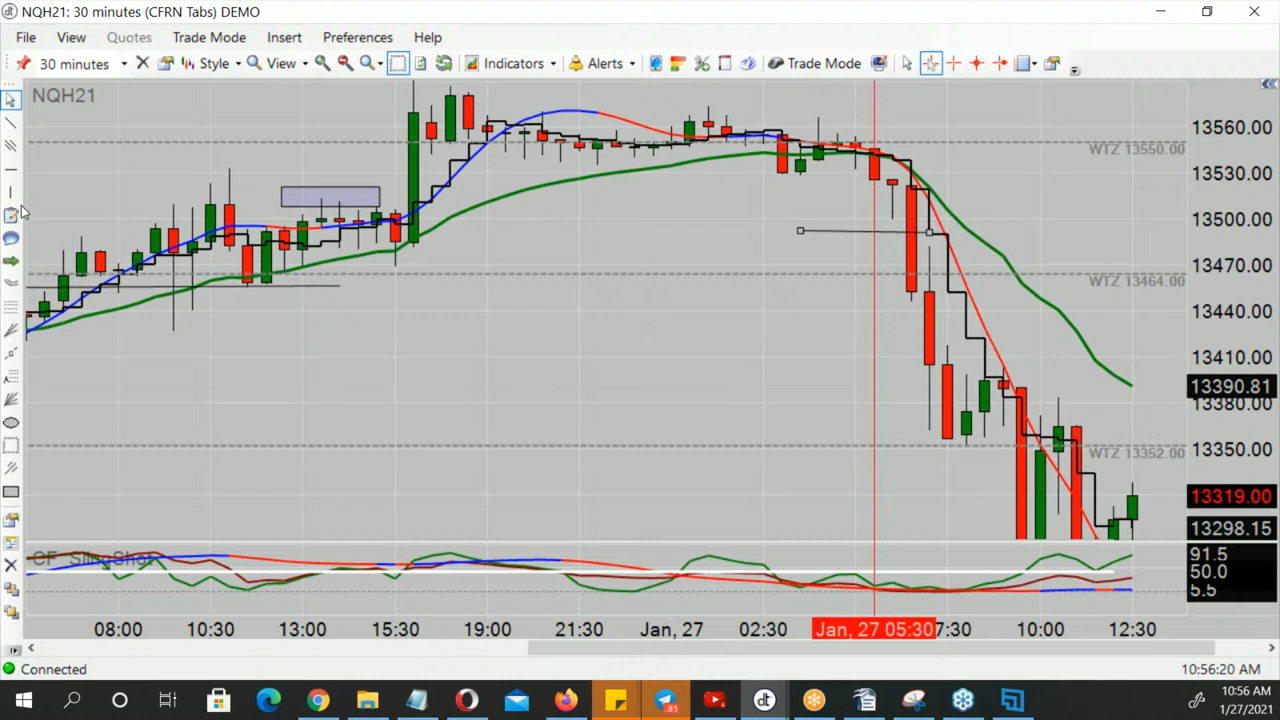 NQH21: 30 minutes (CFRN Tabs) DEMO
File View Quotes Trade Mode Insert Preferences Help
30 minutes Style View Indicators Alerts Trade Mode
NQH21
13560.00
WTZ 13550.00
13530.00
13500.00
13470.00
WTZ 13464.00
13440.00
13410.00
13390.81
13380.00
13350.00
WTZ 13352.00
13319.00
13298.15
CF SlingShot
91.5
50.0
5.5
08:00 10:30 13:00 15:30 19:00 21:30 Jan, 27 02:30 Jan, 27 05:30 7:30 10:00 12:30
Connected
10:56:20 AM
10:56 AM
1/27/2021